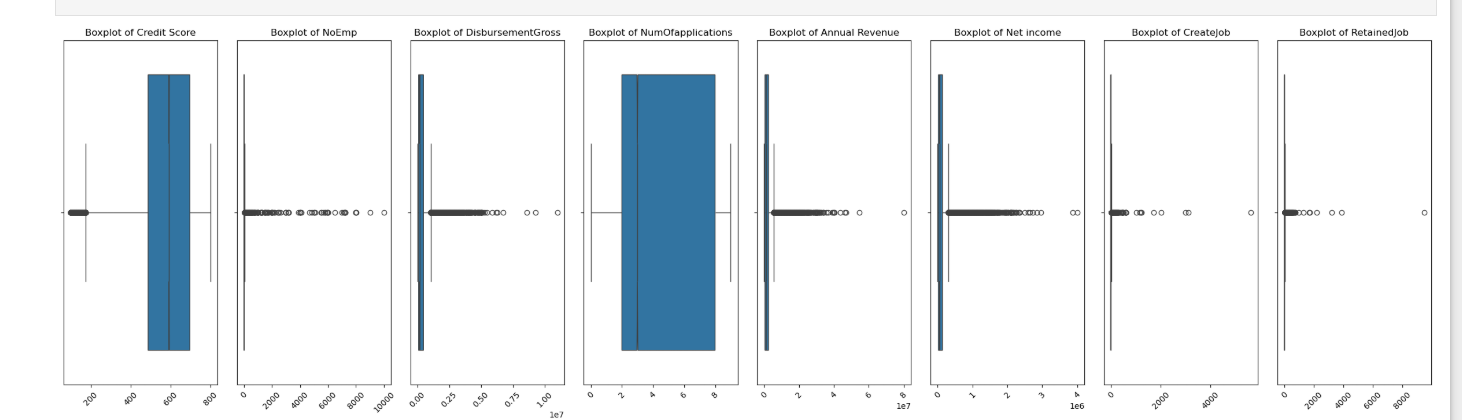 Boxplot of Credit Score Boxplot of NoEmp Boxplot of DisbursementGross Boxplot of NumOfapplications Boxplot of Annual Revenue Boxplot of Net income Boxplot of CreateJob Boxplot of RetainedJob
200 400 600 800 0 2000 4000 6000 8000 10000 0.00 0.25 0.50 0.75 1.00 0 2 4 6 8 0 2 4 6 8 0 1 2 3 4 0 2000 4000 0 2000 4000 6000 8000
1e7 1e7 1e6